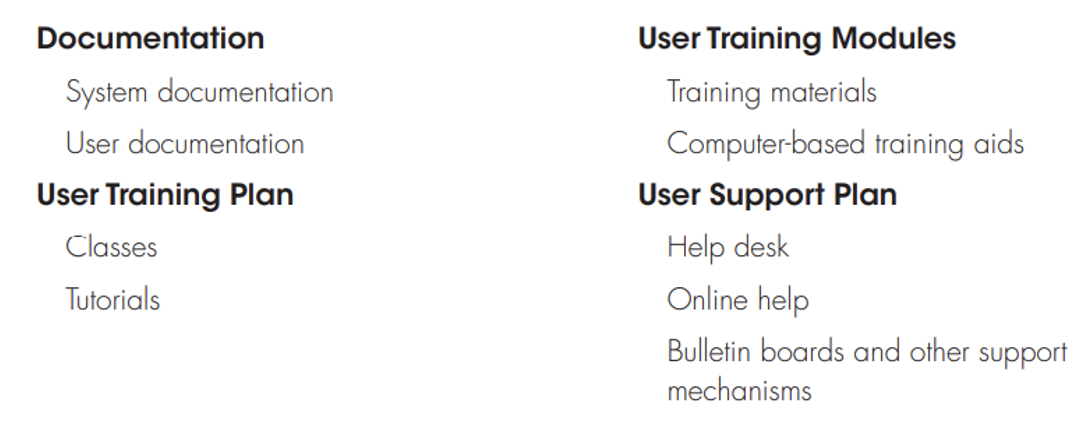 Documentation
System documentation
User documentation
User Training Plan
Classes
Tutorials
User Training Modules
Training materials
Computer-based training aids
User Support Plan
Help desk
Online help
Bulletin boards and other support
mechanisms